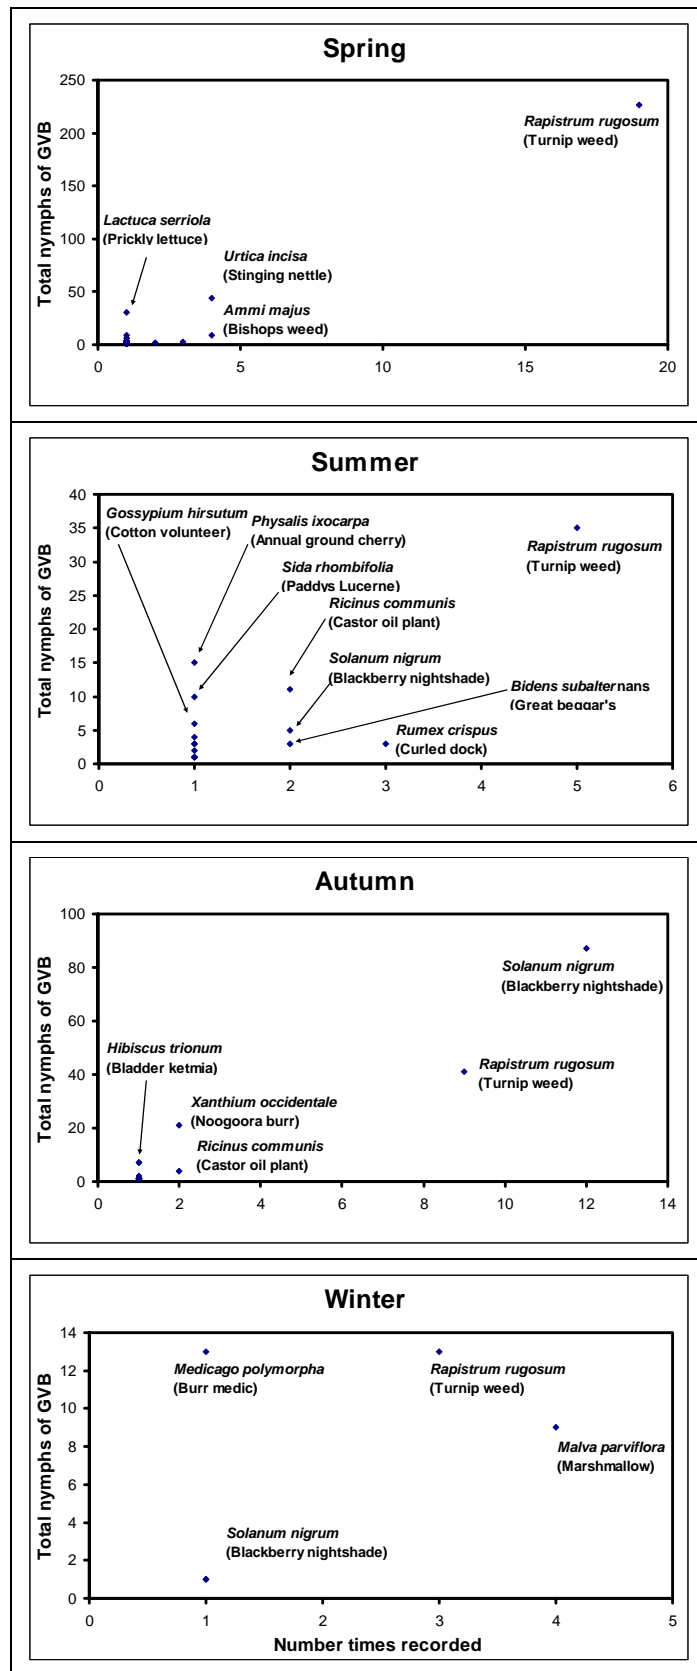 Spring
Total nymphs of GVB
250
200
150
100
50
0
0 5 10 15 20
Rapistrum rugosum
(Turnip weed)
Lactuca serriola
(Prickly lettuce)
Urtica incisa
(Stinging nettle)
Ammi majus
(Bishops weed)
Summer
Total nymphs of GVB
40
35
30
25
20
15
10
5
0
0 1 2 3 4 5 6
Gossypium hirsutum
(Cotton volunteer)
Physalis ixocarpa
(Annual ground cherry)
Sida rhombifolia
(Paddys Lucerne)
Ricinus communis
(Castor oil plant)
Solanum nigrum
(Blackberry nightshade)
Rapistrum rugosum
(Turnip weed)
Bidens subalternans
(Great beggar's
Rumex crispus
(Curled dock)
Autumn
Total nymphs of GVB
100
80
60
40
20
0
0 2 4 6 8 10 12 14
Solanum nigrum
(Blackberry nightshade)
Hibiscus trionum
(Bladder ketmia)
Rapistrum rugosum
(Turnip weed)
Xanthium occidentale
(Noogoora burr)
Ricinus communis
(Castor oil plant)
Winter
Total nymphs of GVB
14
12
10
8
6
4
2
0
0 1 2 3 4 5
Medicago polymorpha
(Burr medic)
Rapistrum rugosum
(Turnip weed)
Malva parviflora
(Marshmallow)
Solanum nigrum
(Blackberry nightshade)
Number times recorded